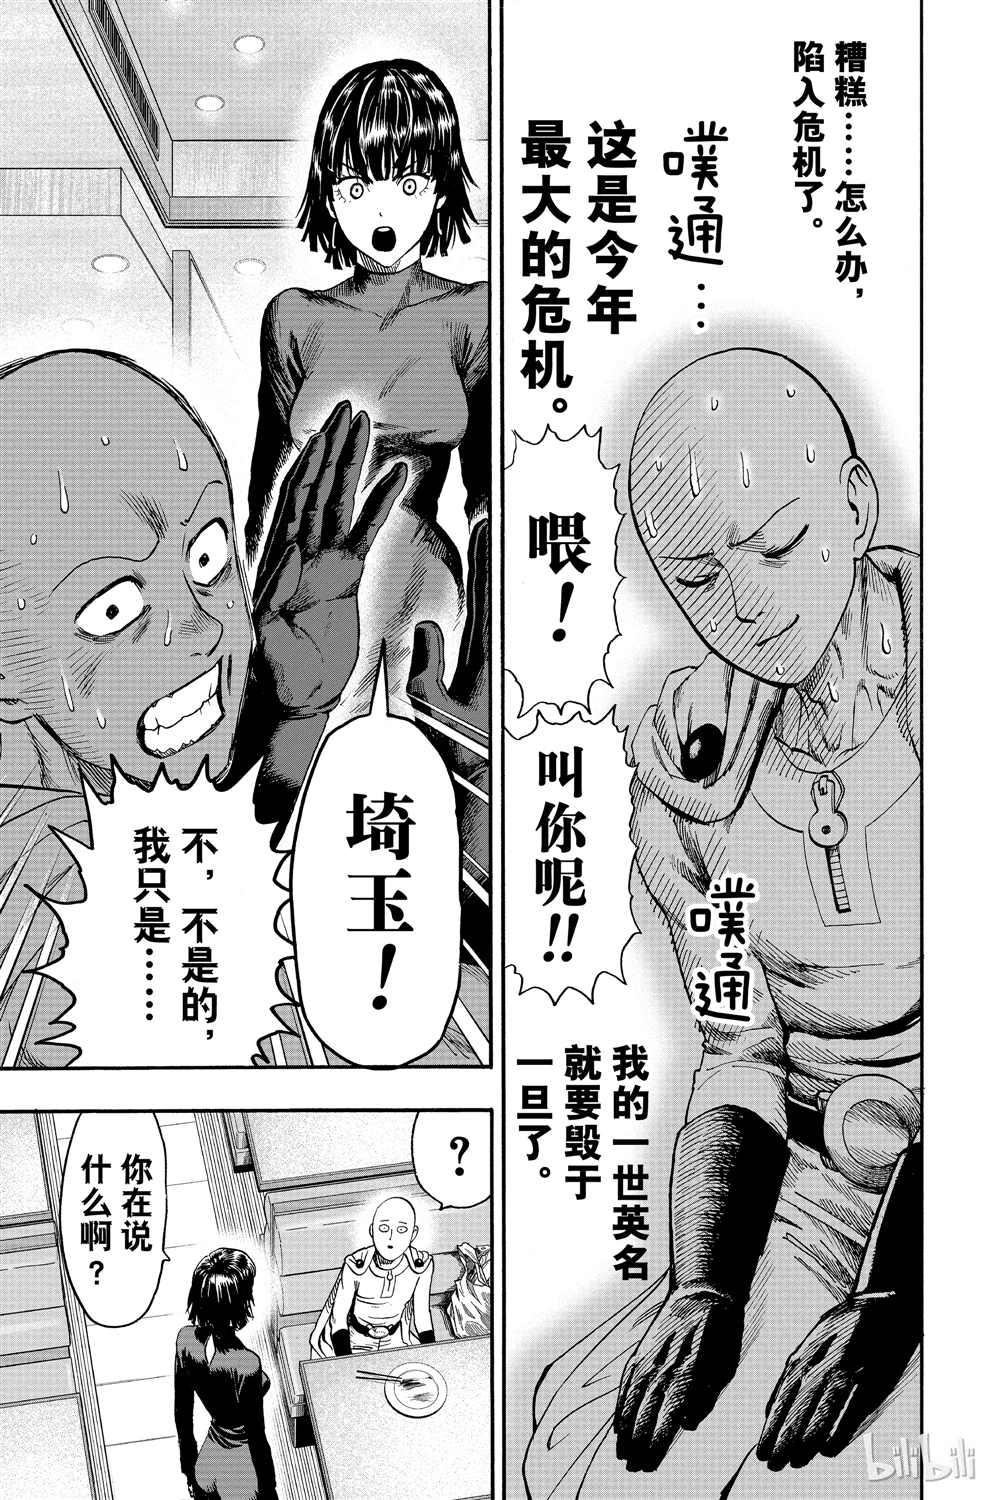 糟糕……怎么办，
陷入危机了。
噗通…
这是今年
最大的危机。
喂！
叫你呢!!
噗通
我的一世英名
就要毁于
一旦了。
埼玉！
不，不是的，
我只是……
？
你在说
什么啊？
bilibili